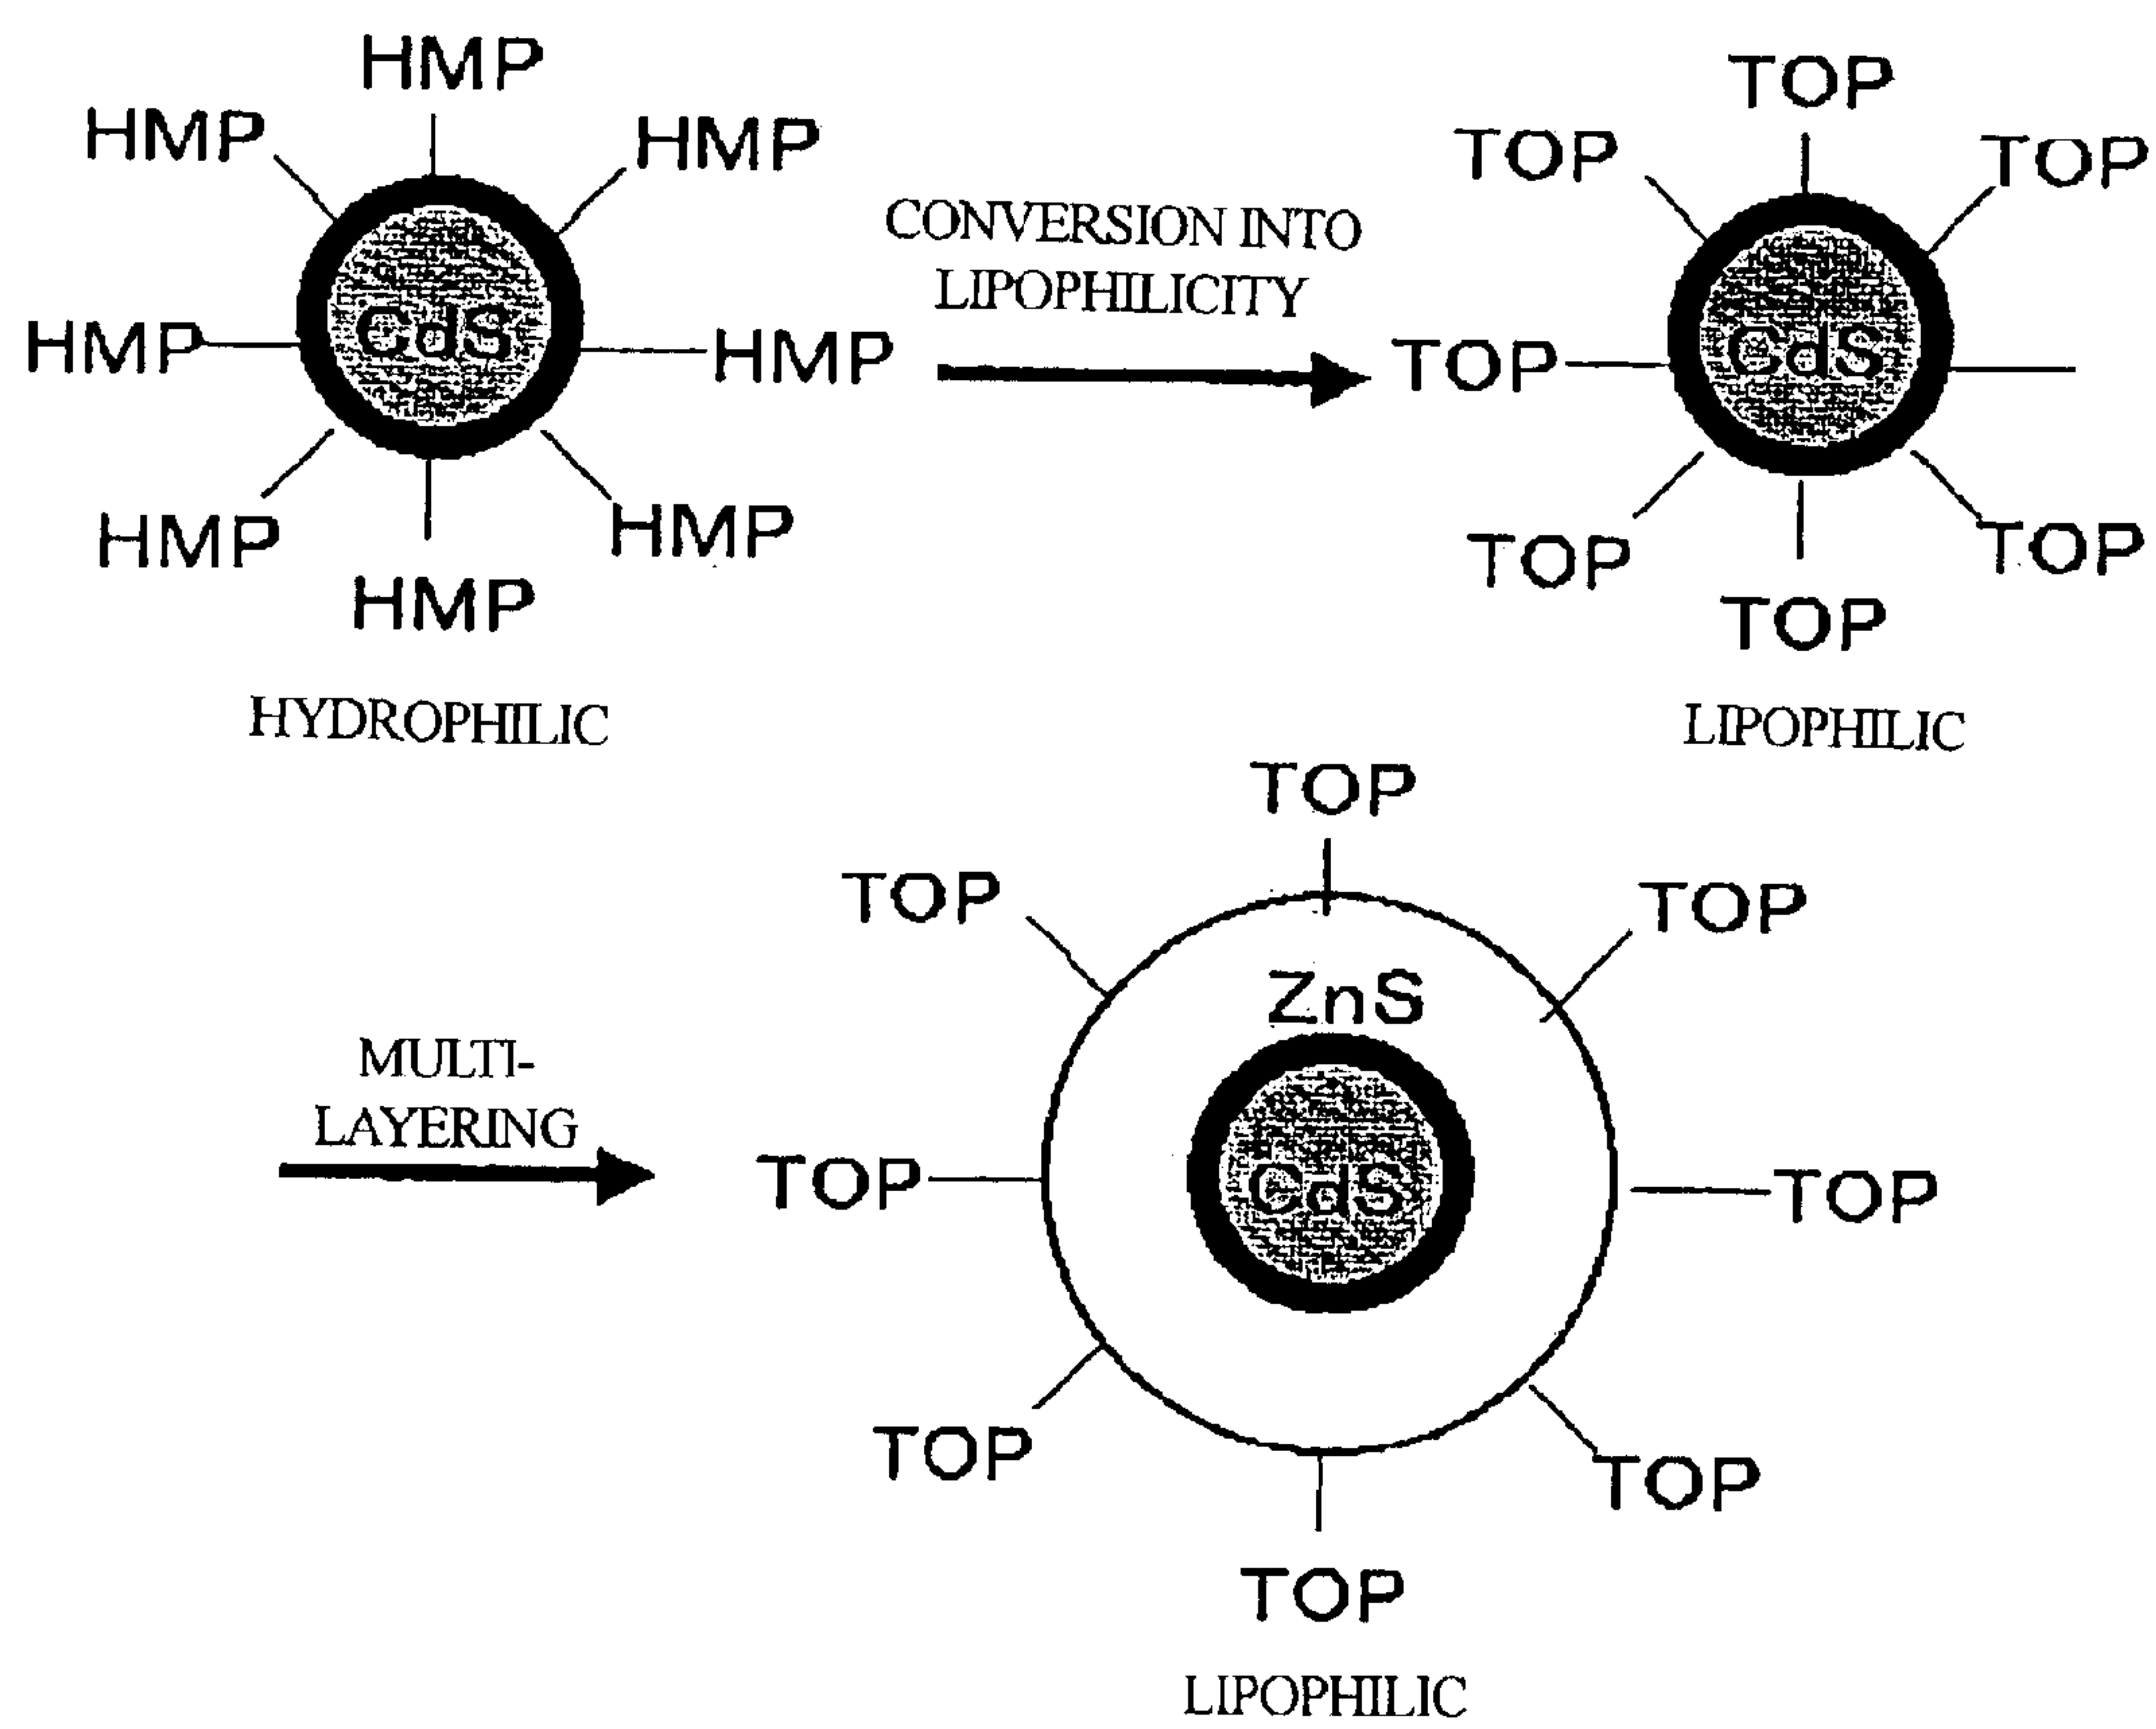 HMP
HMP
HMP
HMP
CdS
HMP
HMP
HMP
HMP
HYDROPHILIC
CONVERSION INTO
LIPOPHILICITY
TOP
TOP
TOP
TOP
CdS
TOP
TOP
TOP
LIPOPHILIC
MULTI-
LAYERING
TOP
TOP
TOP
ZnS
TOP
CdS
TOP
TOP
TOP
TOP
LIPOPHILIC